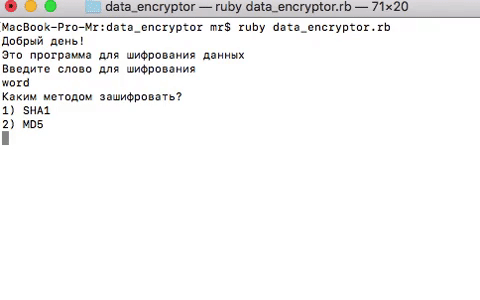 data_encryptor — ruby data_encryptor.rb — 71×20
MacBook-Pro-Mr:data_encryptor mr$ ruby data_encryptor.rb
Добрый день!
Это программа для шифрования данных
Введите слово для шифрования
word
Каким методом зашифровать?
1) SHA1
2) MD5